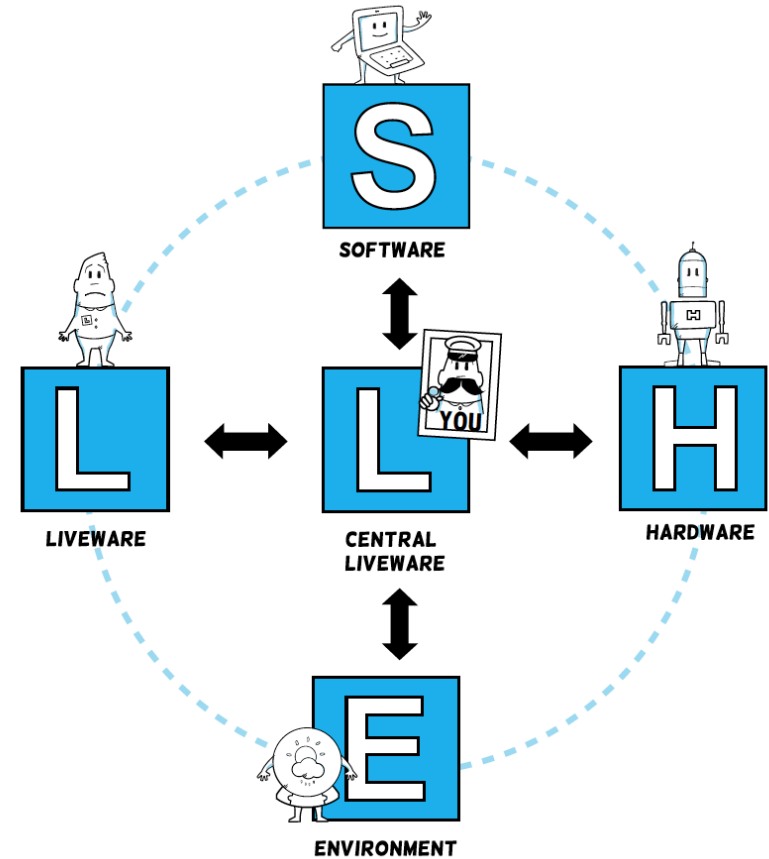 S
SOFTWARE
L
L
YOU
L
H
H
LIVEWARE
CENTRAL
LIVEWARE
HARDWARE
E
ENVIRONMENT